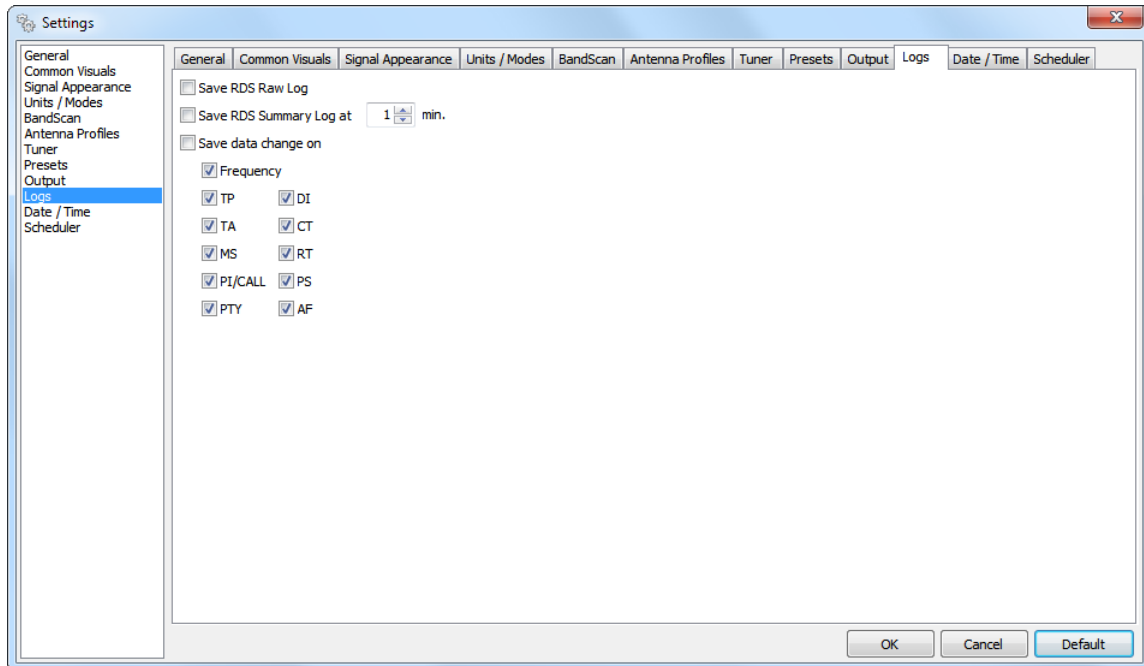 Settings
General
Common Visuals
Signal Appearance
Units / Modes
BandScan
Antenna Profiles
Tuner
Presets
Output
Logs
Date / Time
Scheduler
General Common Visuals Signal Appearance Units / Modes BandScan Antenna Profiles Tuner Presets Output Logs Date / Time Scheduler
Save RDS Raw Log
Save RDS Summary Log at 1 min.
Save data change on
Frequency
TP DI
TA CT
MS RT
PI/CALL PS
PTY AF
OK Cancel Default